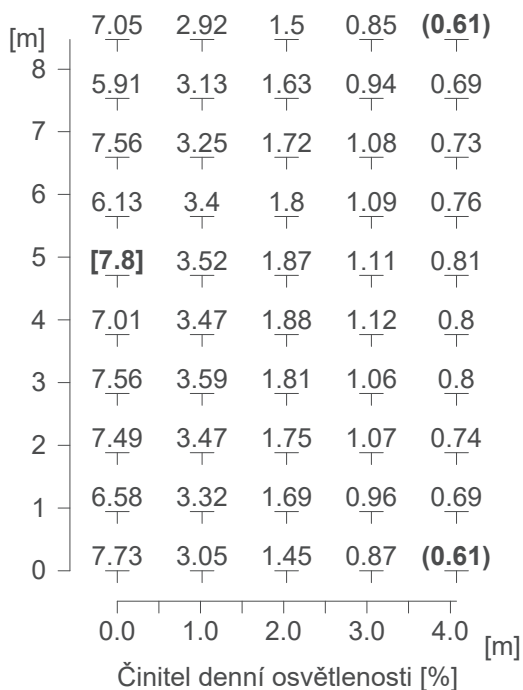 7.05 2.92 1.5 0.85 (0.61)
[m]
8
5.91 3.13 1.63 0.94 0.69
7
7.56 3.25 1.72 1.08 0.73
6
6.13 3.4 1.8 1.09 0.76
5 [7.8] 3.52 1.87 1.11 0.81
4 7.01 3.47 1.88 1.12 0.8
3 7.56 3.59 1.81 1.06 0.8
2 7.49 3.47 1.75 1.07 0.74
1 6.58 3.32 1.69 0.96 0.69
0 7.73 3.05 1.45 0.87 (0.61)
0.0 1.0 2.0 3.0 4.0 [m]
Činitel denní osvětlenosti [%]